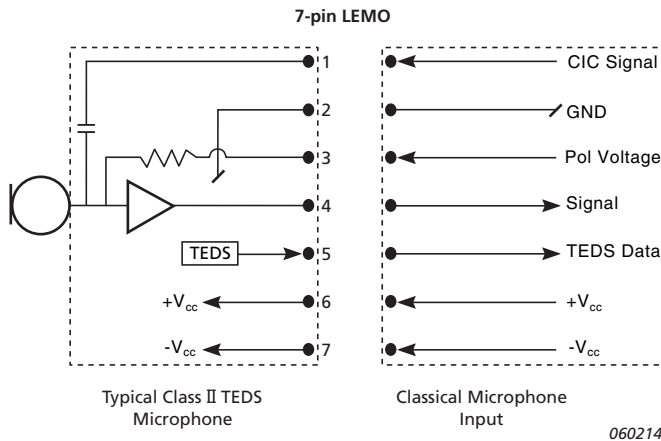 7-pin LEMO
1 CIC Signal
2 GND
3 Pol Voltage
4 Signal
TEDS 5 TEDS Data
+Vcc 6 +Vcc
-Vcc 7 -Vcc
Typical Class II TEDS
Microphone
Classical Microphone
Input
060214